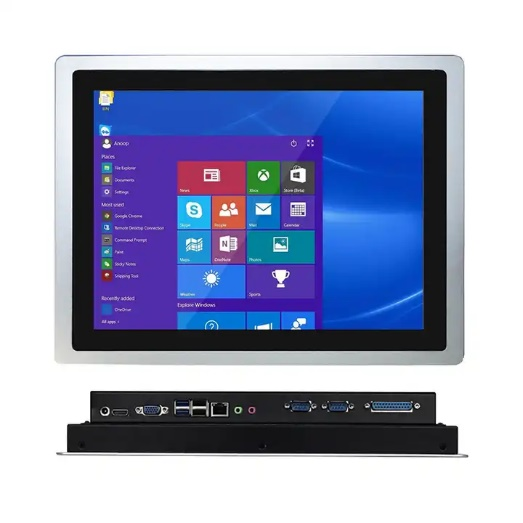 Anoop
Places
File Explorer
Documents
Settings
Most used
Google Chrome
Remote Desktop Connection
Command Prompt
Paint
Sticky Notes
Snipping Tool
Recently added
OneDrive
All apps
News
Xbox
Store (Beta)
Skype
People
Mail
Calendar
Maps
OneNote
Photos
Weather
Sports
Explore Windows